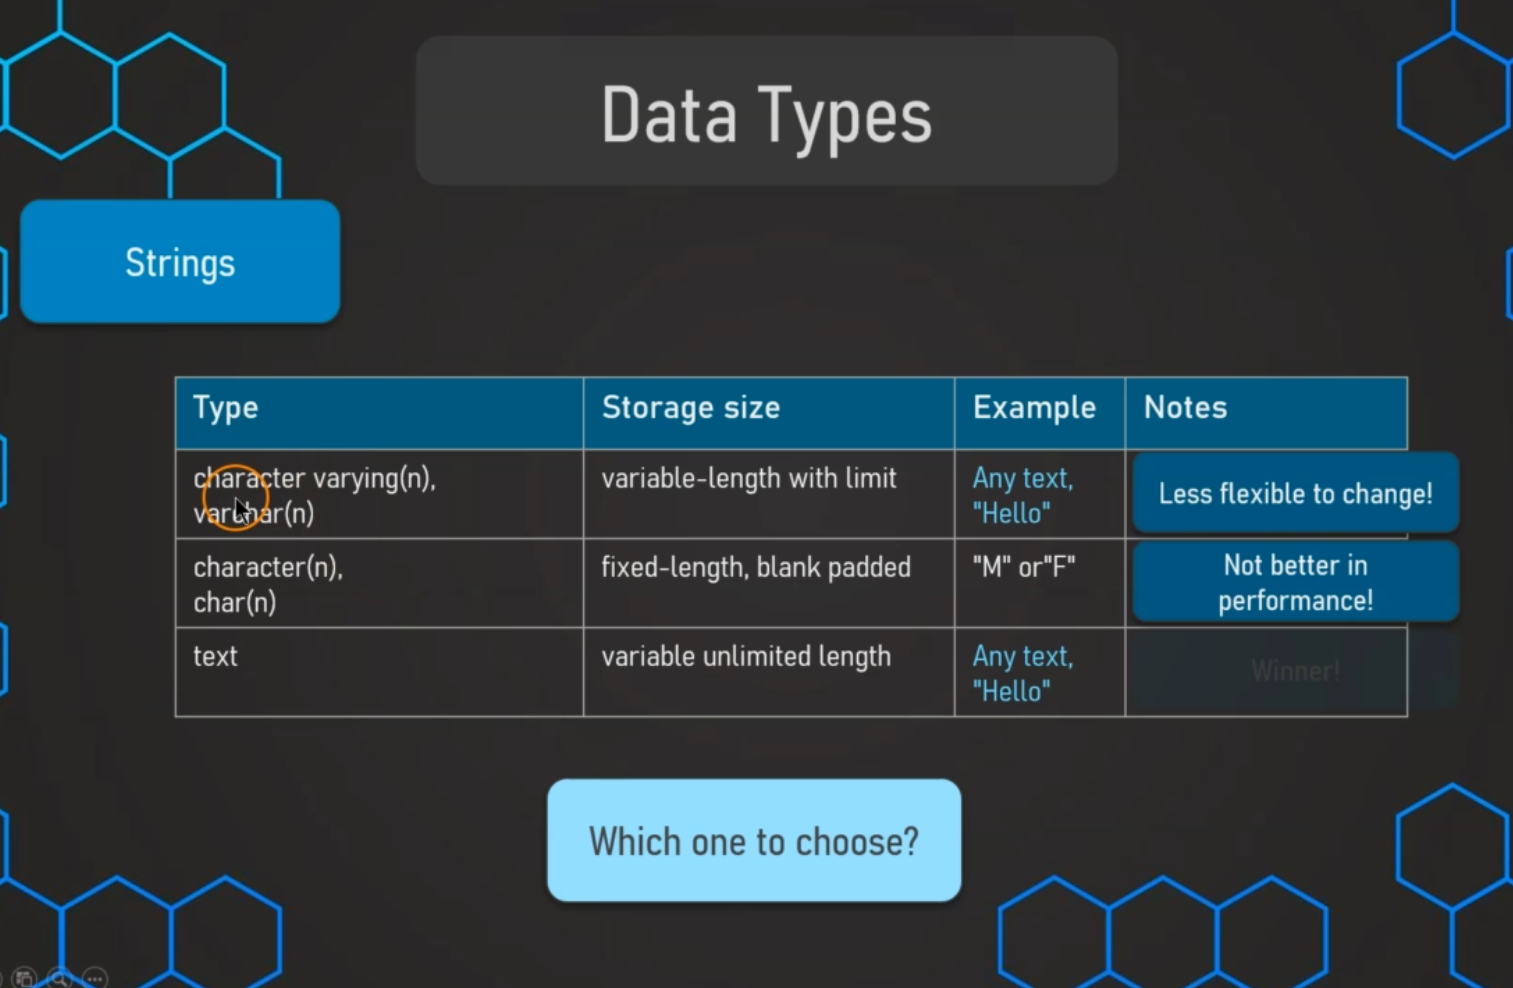 Data Types
Strings
Type
Storage size
Example
Notes
character varying(n),
varchar(n)
variable-length with limit
Any text,
"Hello"
Less flexible to change!
character(n),
char(n)
fixed-length, blank padded
"M" or"F"
Not better in
performance!
text
variable unlimited length
Any text,
"Hello"
Winner!
Which one to choose?